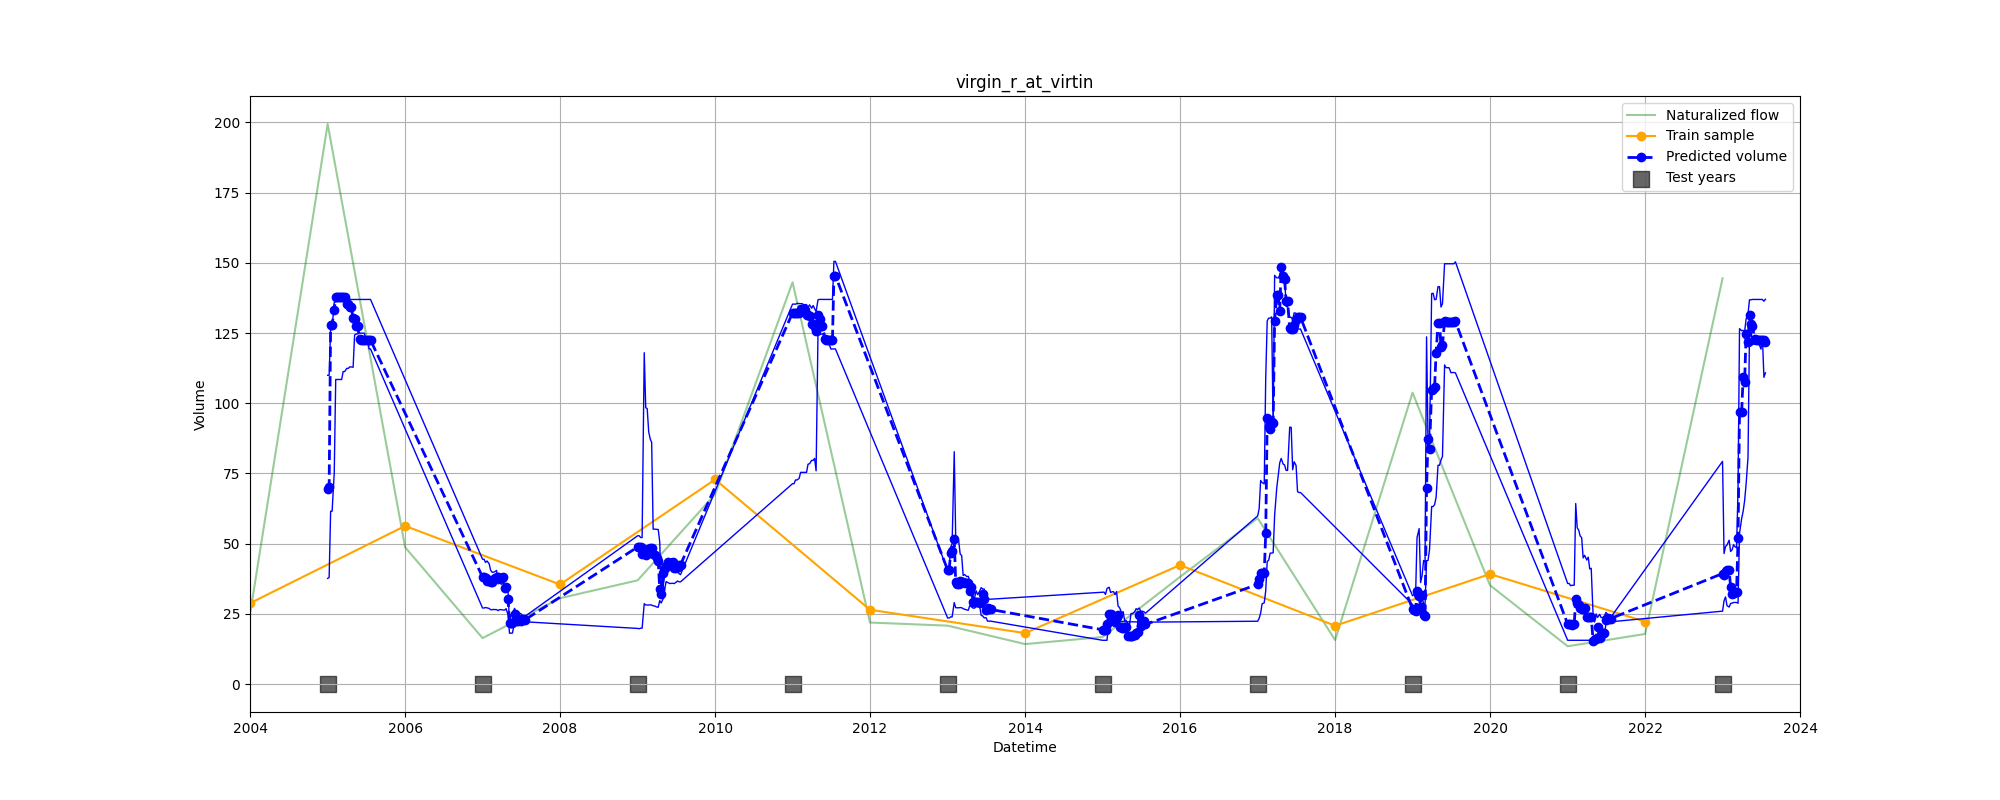 virgin_r_at_virtin
Naturalized flow
Train sample
Predicted volume
Test years
200
175
150
125
100
75
50
25
0
Volume
2004 2006 2008 2010 2012 2014 2016 2018 2020 2022 2024
Datetime